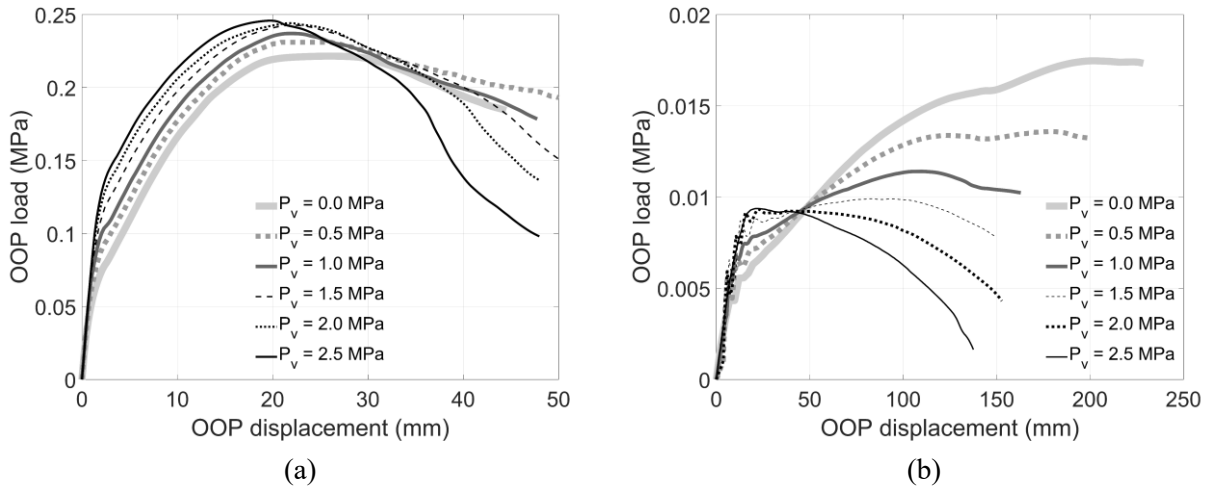 0.25
0.2
0.15
0.1
0.05
0
OOP load (MPa)
P_v = 0.0 MPa
P_v = 0.5 MPa
P_v = 1.0 MPa
P_v = 1.5 MPa
P_v = 2.0 MPa
P_v = 2.5 MPa
0 10 20 30 40 50
OOP displacement (mm)
(a)
0.02
0.015
0.01
0.005
0
OOP load (MPa)
P_v = 0.0 MPa
P_v = 0.5 MPa
P_v = 1.0 MPa
P_v = 1.5 MPa
P_v = 2.0 MPa
P_v = 2.5 MPa
0 50 100 150 200 250
OOP displacement (mm)
(b)